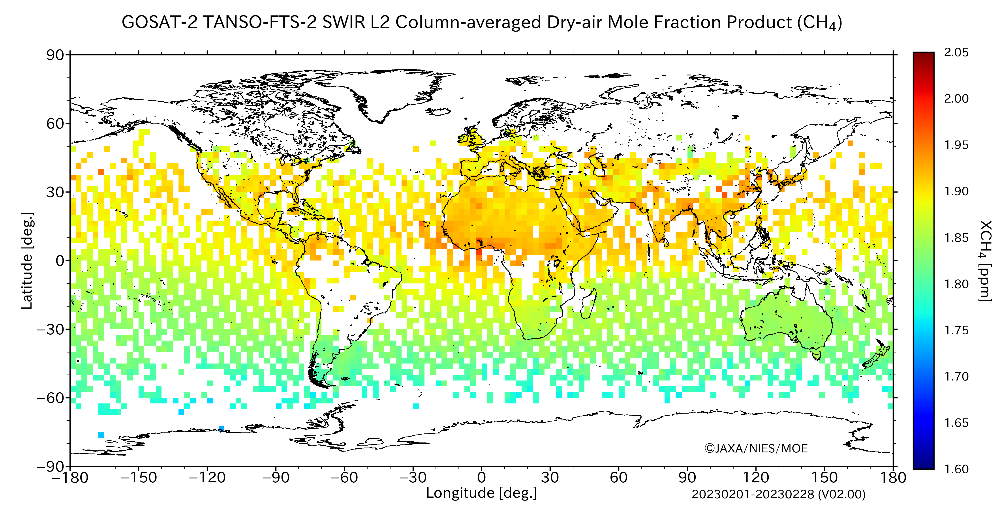 GOSAT-2 TANSO-FTS-2 SWIR L2 Column-averaged Dry-air Mole Fraction Product (CH₄)
90
60
30
0
−30
−60
−90
Latitude [deg.]
−180 −150 −120 −90 −60 −30 0 30 60 90 120 150 180
Longitude [deg.]
©JAXA/NIES/MOE
20230201-20230228 (V02.00)
2.05
2.00
1.95
1.90
1.85
1.80
1.75
1.70
1.65
1.60
XCH₄ [ppm]